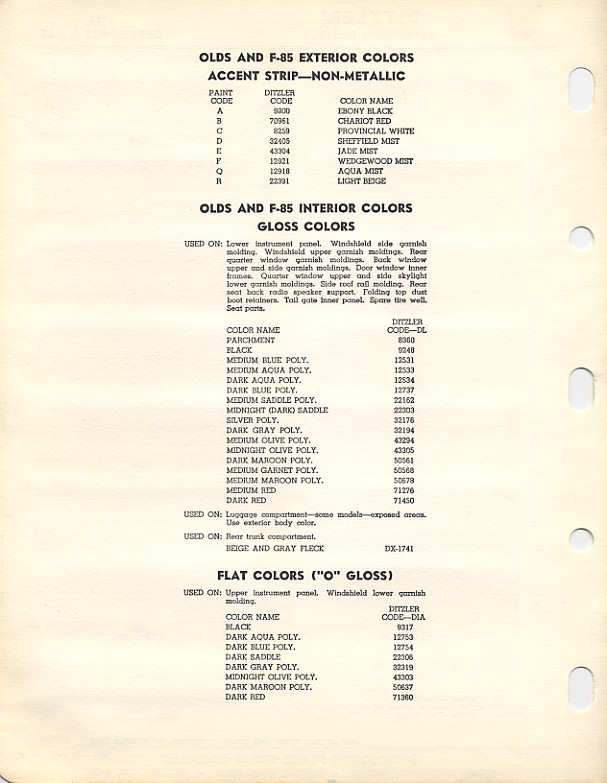 OLDS AND F-85 EXTERIOR COLORS
ACCENT STRIP—NON-METALLIC
PAINT CODE DITZLER CODE COLOR NAME
A 9300 EBONY BLACK
B 70961 CHARIOT RED
C 8259 PROVINCIAL WHITE
D 32405 SHEFFIELD MIST
E 43304 JADE MIST
F 12921 WEDGEWOOD MIST
Q 12918 AQUA MIST
R 22391 LIGHT BEIGE
OLDS AND F-85 INTERIOR COLORS
GLOSS COLORS
USED ON: Lower instrument panel. Windshield side garnish
molding. Windshield upper garnish moldings. Rear
quarter window garnish moldings. Back window
upper and side garnish moldings. Door window inner
frames. Quarter window upper and side skylight
lower garnish moldings. Side roof rail molding. Rear
seat back radio speaker support. Folding top dust
boot retainers. Tail gate inner panel. Spare tire well.
Seat parts.
DITZLER
COLOR NAME CODE—DL
PARCHMENT 8368
BLACK 9248
MEDIUM BLUE POLY. 12531
MEDIUM AQUA POLY. 12533
DARK AQUA POLY. 12534
DARK BLUE POLY. 12737
MEDIUM SADDLE POLY. 22162
MIDNIGHT (DARK) SADDLE 22303
SILVER POLY. 32176
DARK GRAY POLY. 32194
MEDIUM OLIVE POLY. 43294
MIDNIGHT OLIVE POLY. 43305
DARK MAROON POLY. 50561
MEDIUM GARNET POLY. 50568
MEDIUM MAROON POLY. 50678
MEDIUM RED 71276
DARK RED 71450
USED ON: Luggage compartment—some models—exposed areas.
Use exterior body color.
USED ON: Rear trunk compartment.
BEIGE AND GRAY FLECK DX-1741
FLAT COLORS ("O" GLOSS)
USED ON: Upper instrument panel. Windshield lower garnish
molding.
DITZLER
COLOR NAME CODE—DIA
BLACK 9317
DARK AQUA POLY. 12753
DARK BLUE POLY. 12754
DARK SADDLE 22306
DARK GRAY POLY. 32319
MIDNIGHT OLIVE POLY. 43303
DARK MAROON POLY. 50637
DARK RED 71380